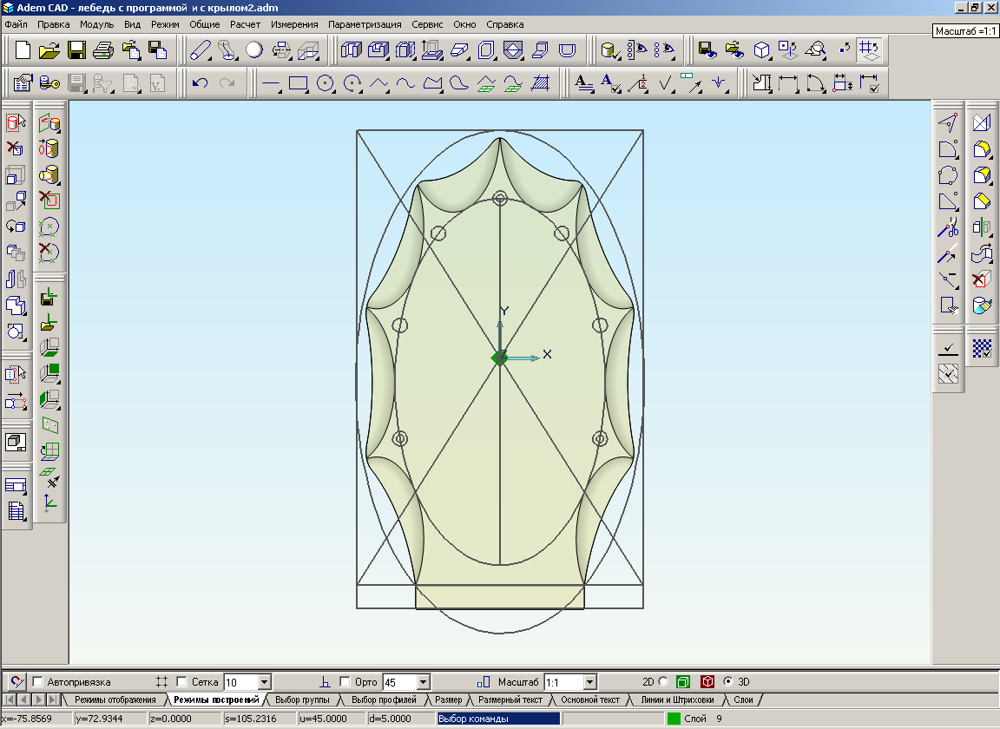 Adem CAD - лебедь с программой и с крылом2.adm
Файл Правка Модуль Вид Режим Общие Расчет Измерения Параметризация Сервис Окно Справка
Масштаб =1:1
Y
X
Z
Автопривязка Сетка 10 Орто 45 Масштаб 1:1 2D 3D
Режимы отображения Режимы построений Выбор группы Выбор профилей Размер Размерный текст Основной текст Линии и Штриховки Слои
x=-75.8569 y=72.9344 z=0.0000 s=105.2316 u=45.0000 d=5.0000 Выбор команды Слой 9